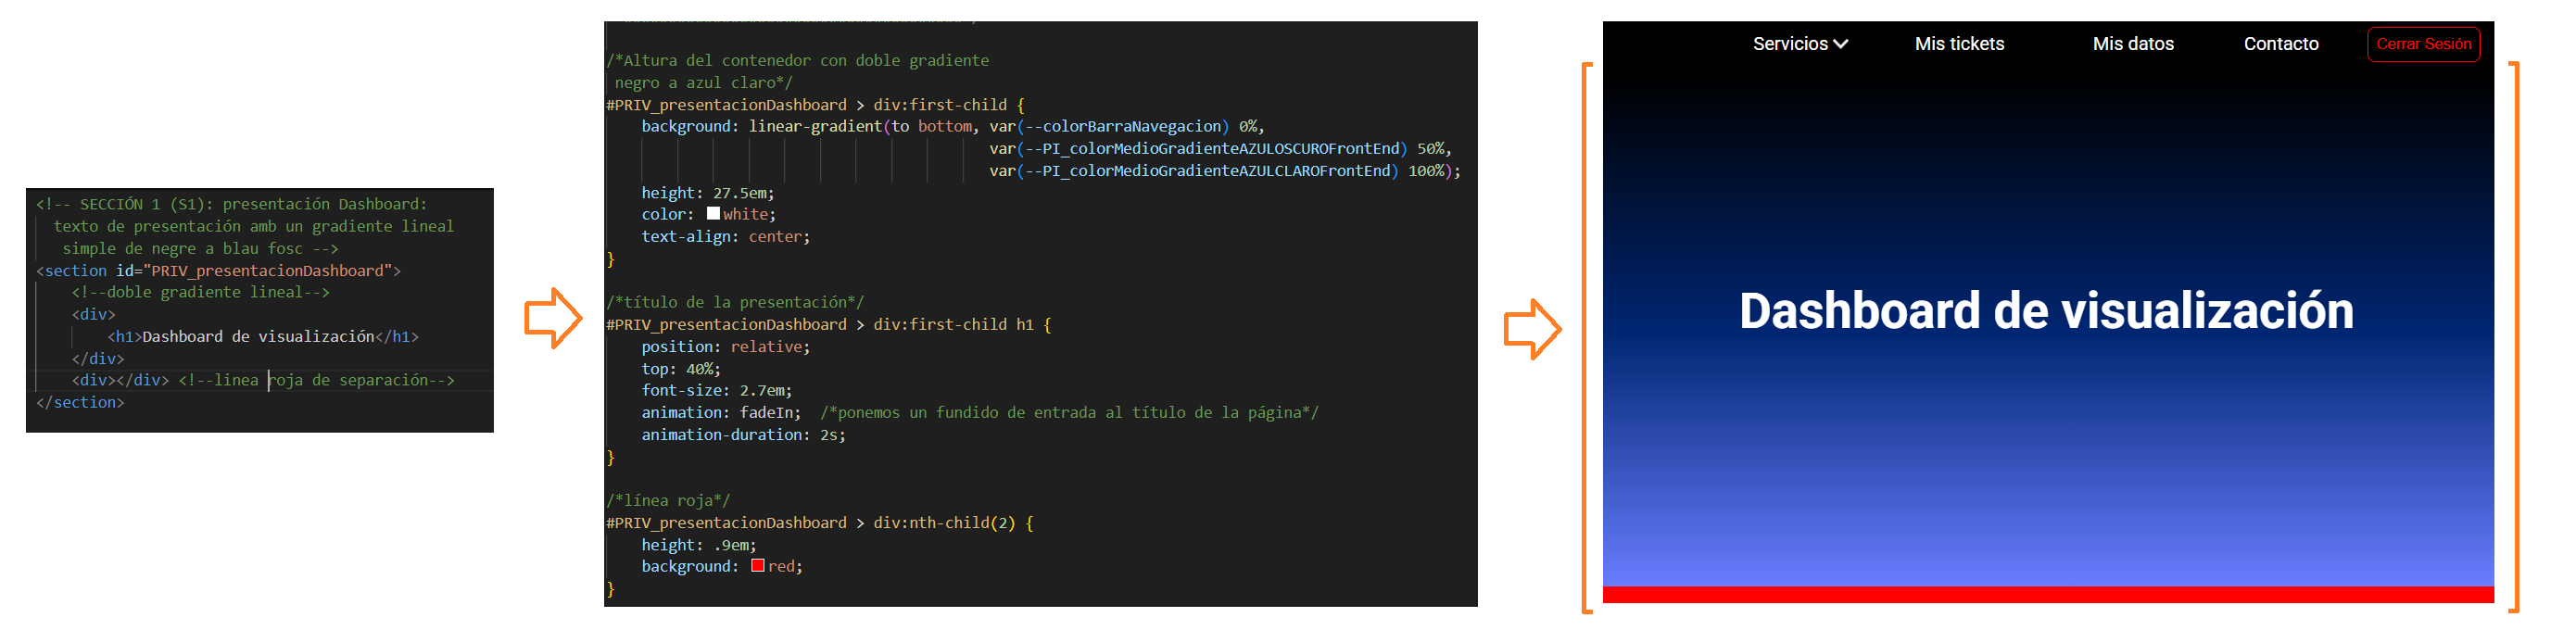 <!-- SECCIÓN 1 (S1): presentación Dashboard:
texto de presentación amb un gradiente lineal
simple de negre a blau fosc -->
<section id="PRIV_presentacionDashboard">
<!--doble gradiente lineal-->
<div>
<h1>Dashboard de visualización</h1>
</div>
<div></div> <!--linea roja de separación-->
</section>
/*Altura del contenedor con doble gradiente
negro a azul claro*/
#PRIV_presentacionDashboard > div:first-child {
background: linear-gradient(to bottom, var(--colorBarraNavegacion) 0%,
var(--PI_colorMedioGradienteAZULOSCUROFrontEnd) 50%,
var(--PI_colorMedioGradienteAZULCLAROFrontEnd) 100%);
height: 27.5em;
color: white;
text-align: center;
}
/*título de la presentación*/
#PRIV_presentacionDashboard > div:first-child h1 {
position: relative;
top: 40%;
font-size: 2.7em;
animation: fadeIn; /*ponemos un fundido de entrada al título de la página*/
animation-duration: 2s;
}
/*línea roja*/
#PRIV_presentacionDashboard > div:nth-child(2) {
height: .9em;
background: red;
}
Servicios Mis tickets Mis datos Contacto Cerrar Sesión
Dashboard de visualización